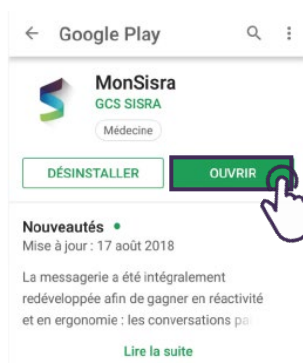 Google Play
MonSisra
GCS SISRA
Médecine
DÉSINSTALLER OUVRIR
Nouveautés
Mise à jour : 17 août 2018
La messagerie a été intégralement
redéveloppée afin de gagner en réactivité
et en ergonomie : les conversations
Lire la suite